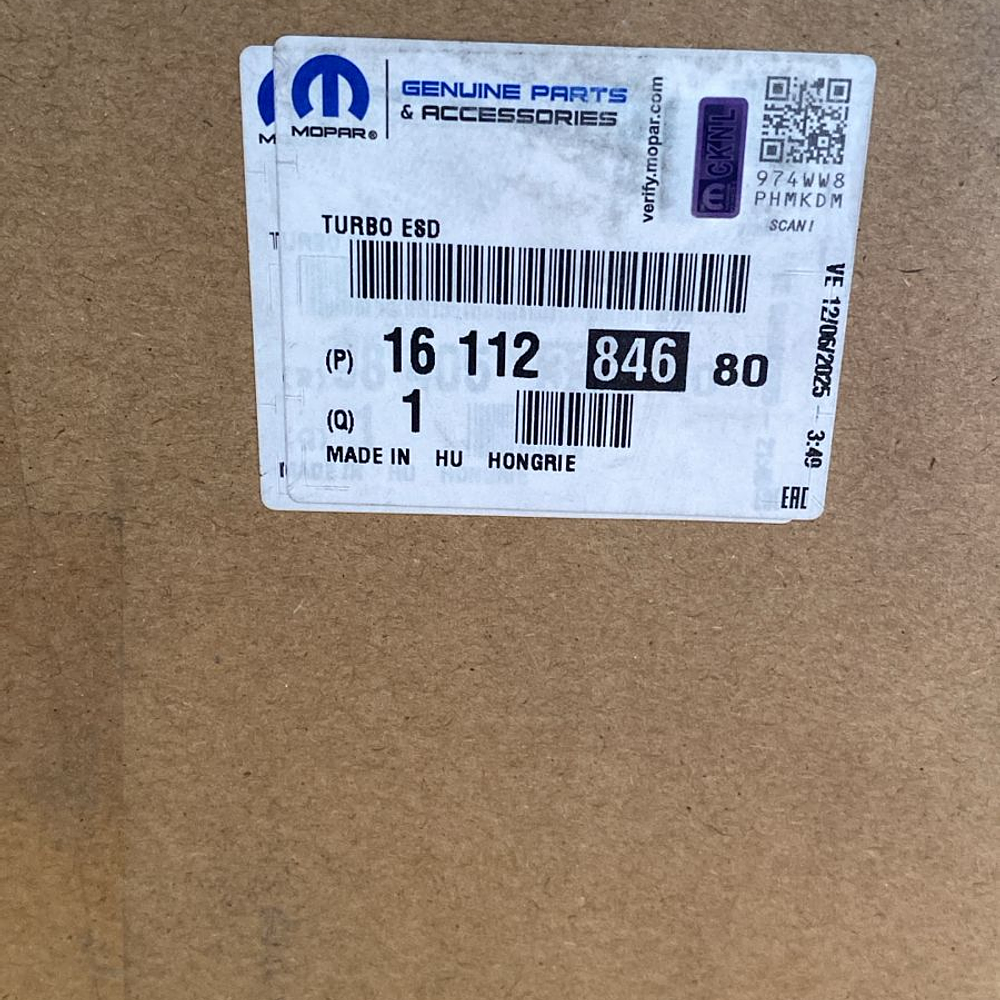 MOPAR®
GENUINE PARTS
& ACCESSORIES
verify.mopar.com
CKNL
974WW8
PHMKDM
SCAN!
TURBO ESD
(P) 16 112 846 80
(Q) 1
MADE IN HU HONGRIE
VE 12/06/2025 - 3:49
EAC